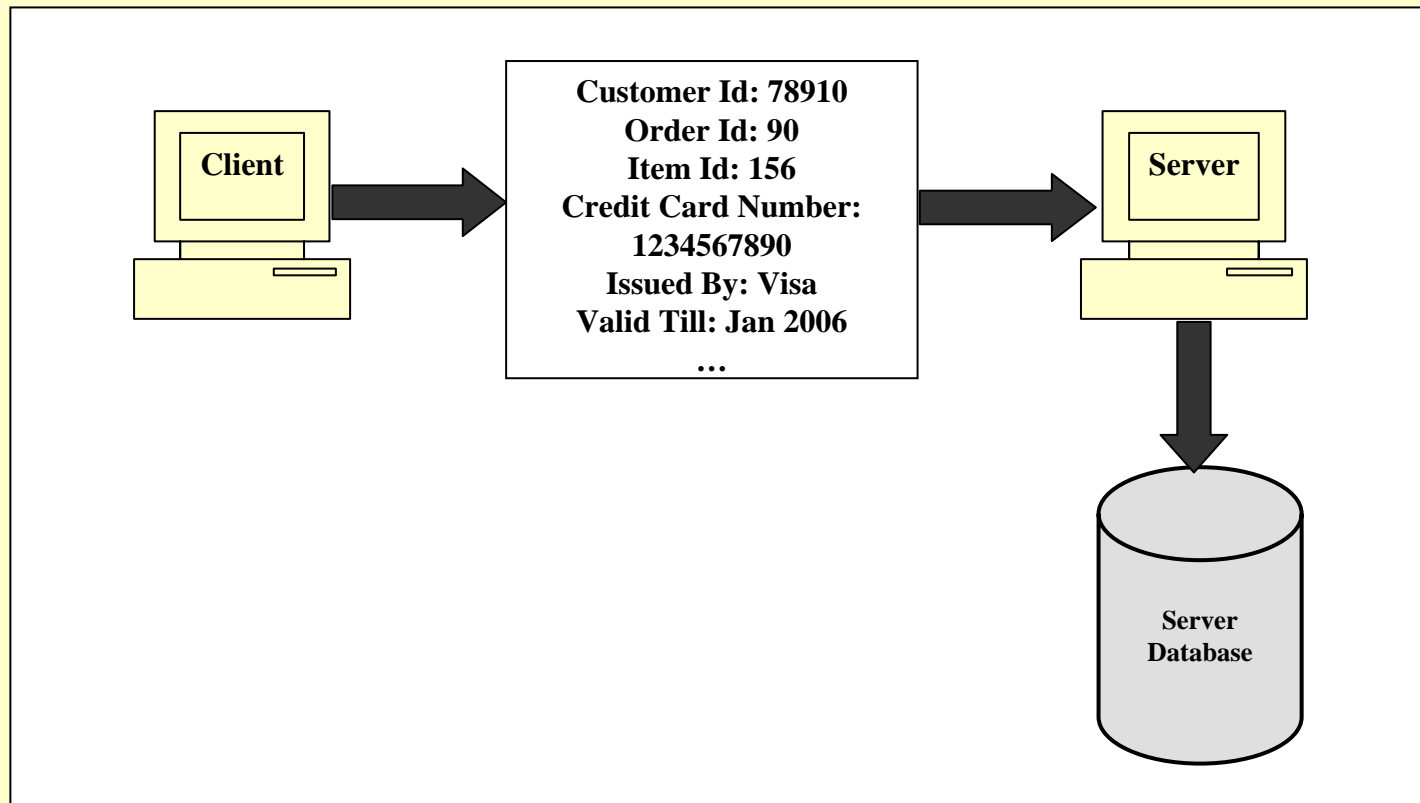 Client
Customer Id: 78910
Order Id: 90
Item Id: 156
Credit Card Number:
1234567890
Issued By: Visa
Valid Till: Jan 2006
…
Server
Server
Database